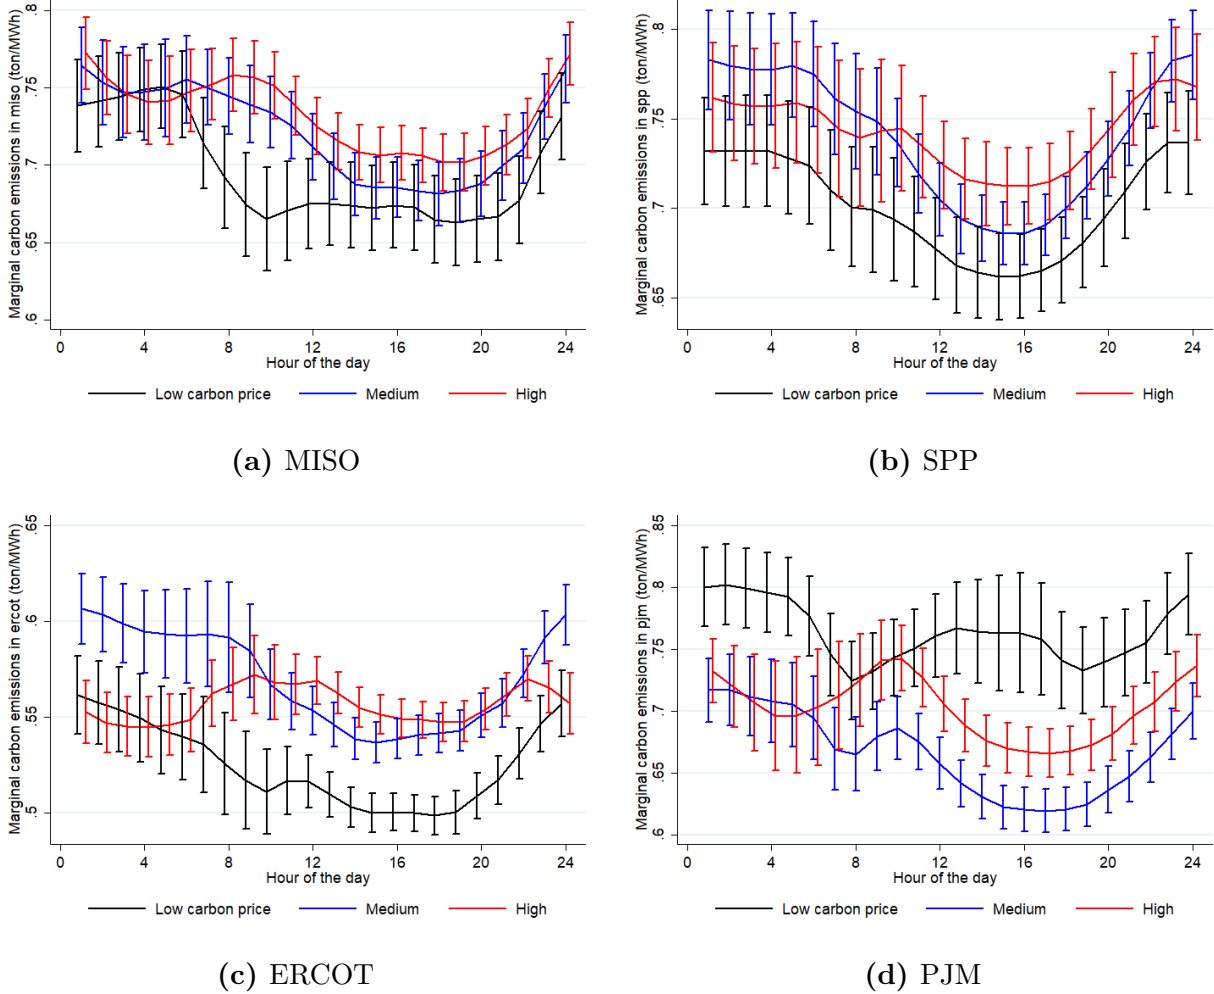 Marginal carbon emissions in miso (ton/MWh)
.8
.75
.7
.65
.6
0 4 8 12 16 20 24
Hour of the day
Low carbon price Medium High
(a) MISO
Marginal carbon emissions in spp (ton/MWh)
.8
.75
.7
.65
0 4 8 12 16 20 24
Hour of the day
Low carbon price Medium High
(b) SPP
Marginal carbon emissions in ercot (ton/MWh)
.65
.6
.55
.5
0 4 8 12 16 20 24
Hour of the day
Low carbon price Medium High
(c) ERCOT
Marginal carbon emissions in pjm (ton/MWh)
.85
.8
.75
.7
.65
.6
0 4 8 12 16 20 24
Hour of the day
Low carbon price Medium High
(d) PJM